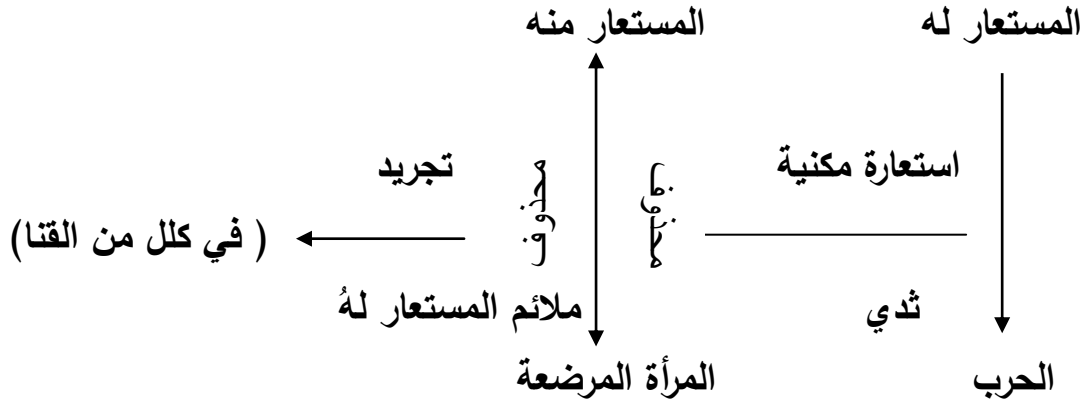 المستعار له
المستعار منه
استعارة مكنية
محذوف
محذوف
تجريد
( في كلل من القنا)
ثدي
ملائم المستعار لهُ
الحرب
المرأة المرضعة